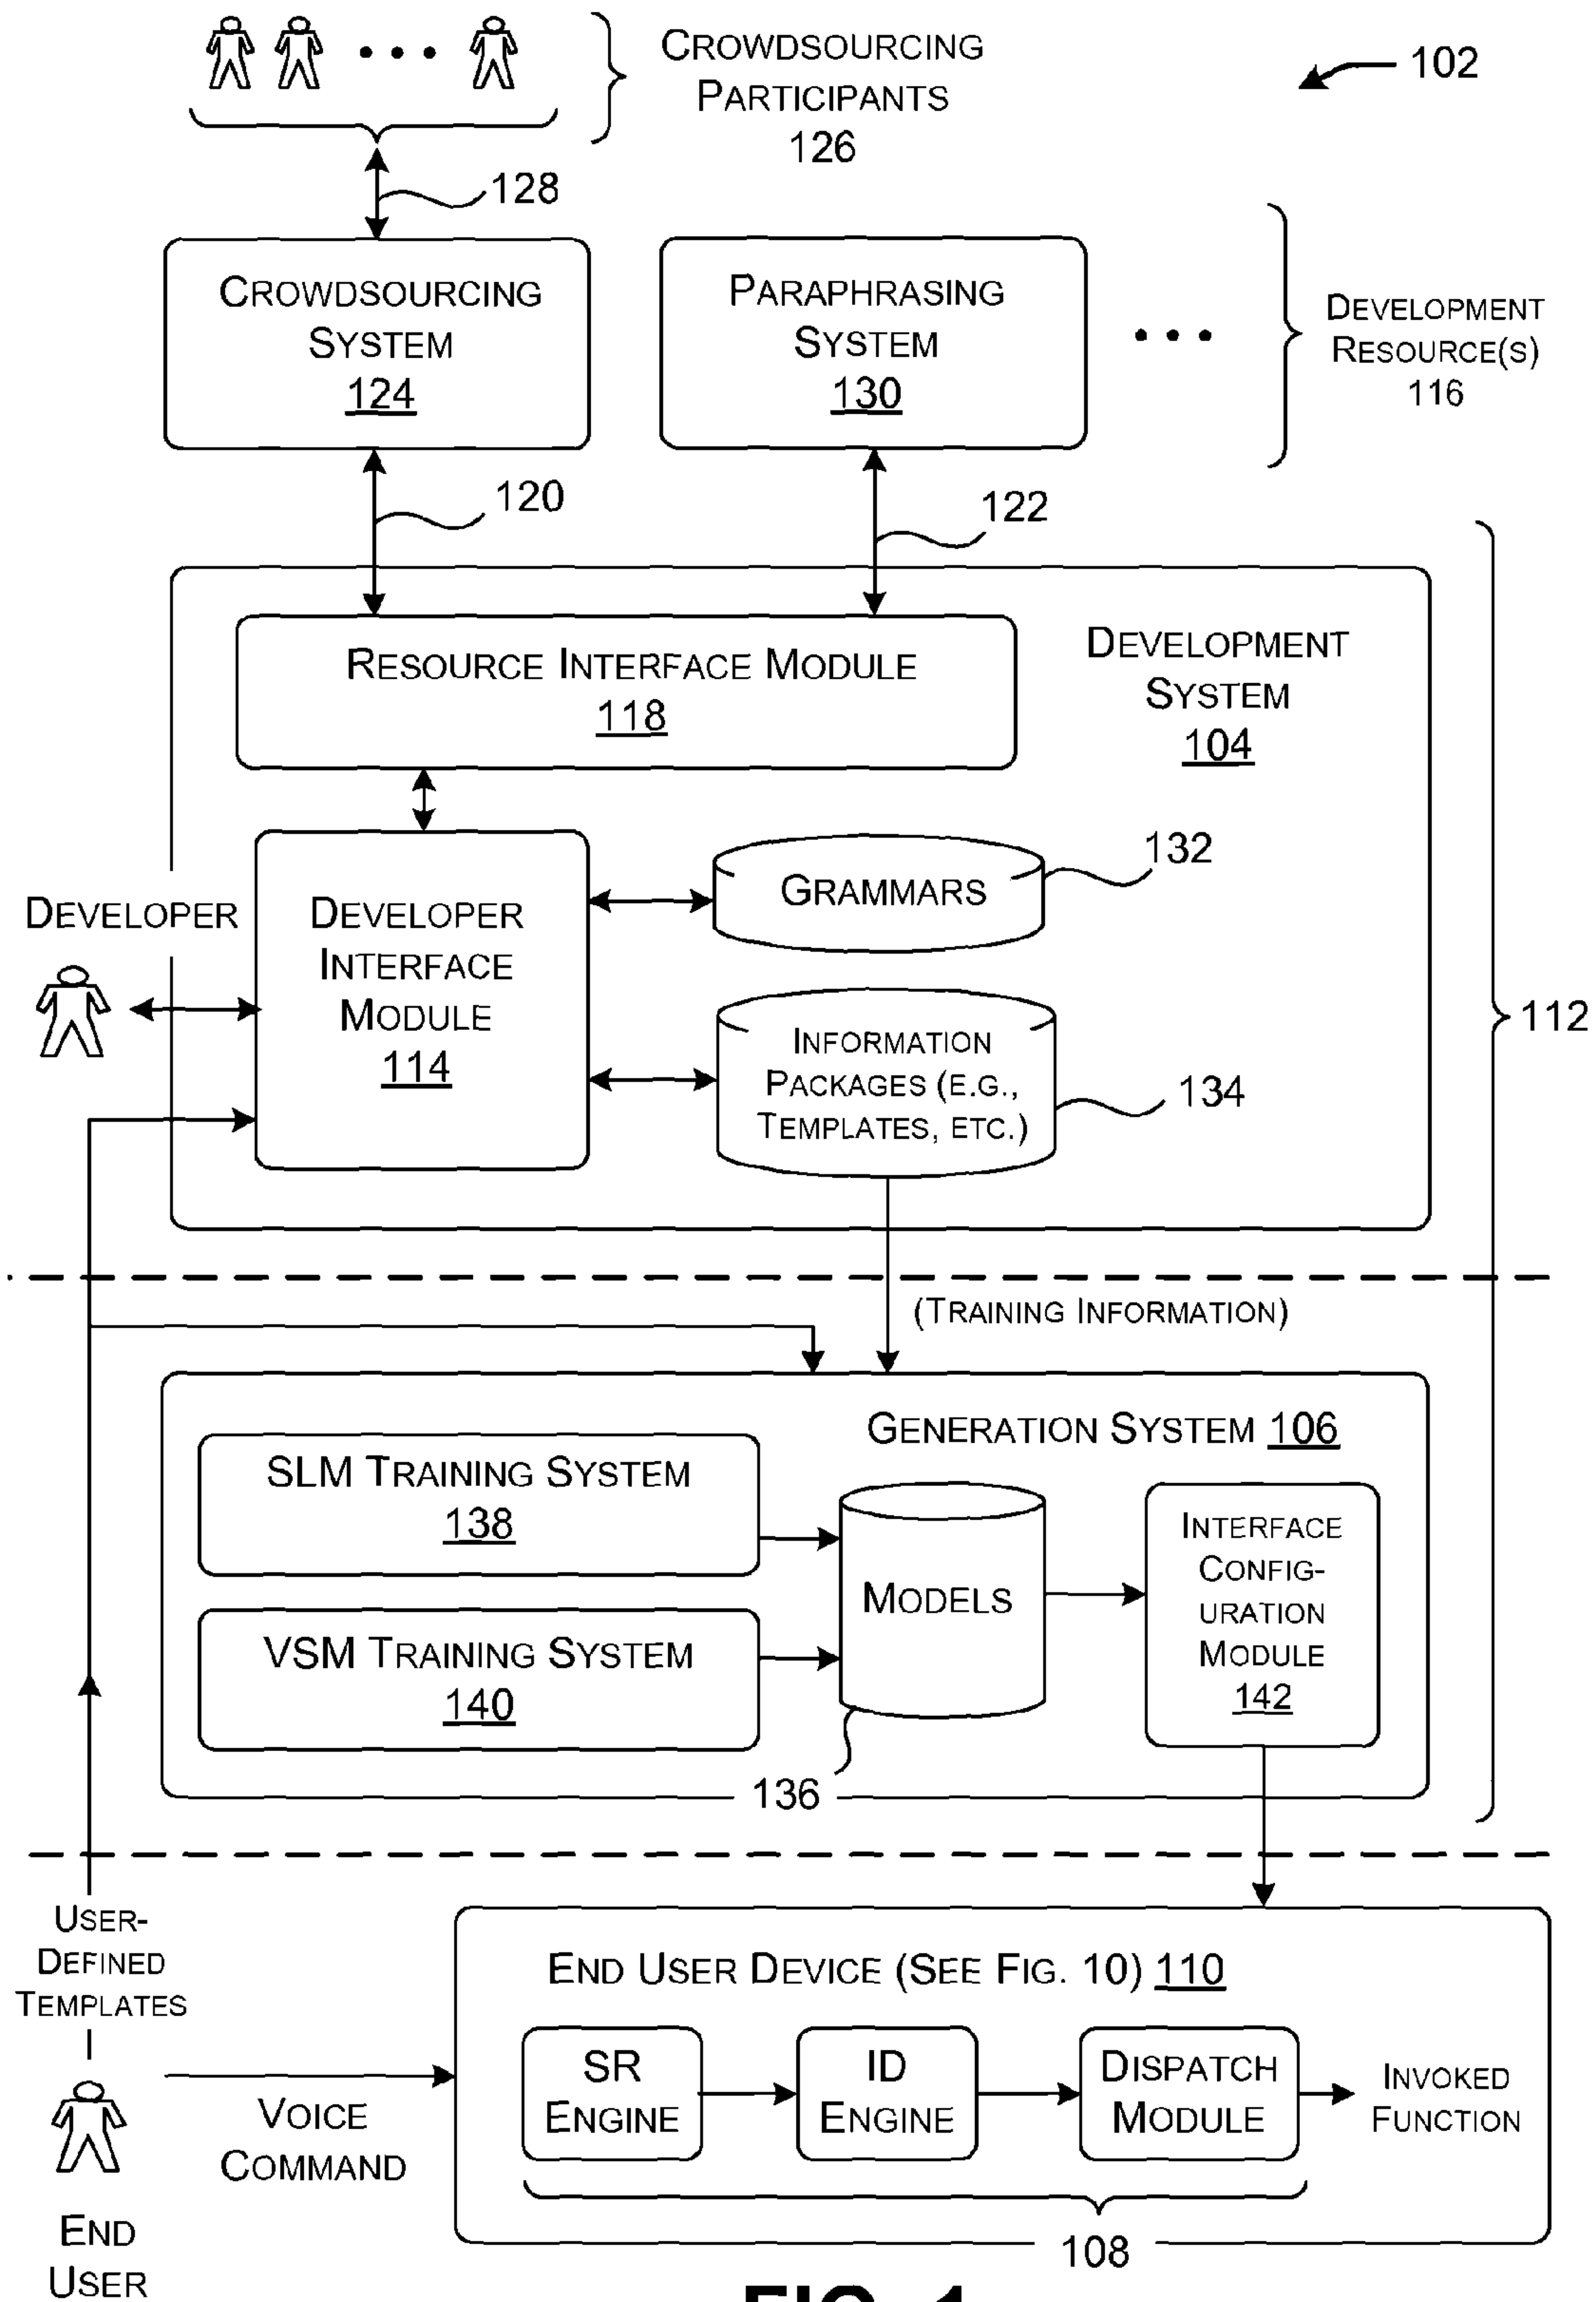 CROWDSOURCING
PARTICIPANTS
126
102
128
CROWDSOURCING
SYSTEM
124
PARAPHRASING
SYSTEM
130
DEVELOPMENT
RESOURCE(S)
116
120
122
RESOURCE INTERFACE MODULE
118
DEVELOPMENT
SYSTEM
104
112
DEVELOPER
DEVELOPER
INTERFACE
MODULE
114
GRAMMARS
132
INFORMATION
PACKAGES (E.G.,
TEMPLATES, ETC.)
134
(TRAINING INFORMATION)
GENERATION SYSTEM 106
SLM TRAINING SYSTEM
138
VSM TRAINING SYSTEM
140
MODELS
136
INTERFACE
CONFIG-
URATION
MODULE
142
USER-
DEFINED
TEMPLATES
END
USER
VOICE
COMMAND
END USER DEVICE (SEE FIG. 10) 110
SR
ENGINE
ID
ENGINE
DISPATCH
MODULE
INVOKED
FUNCTION
108
FIG. 1